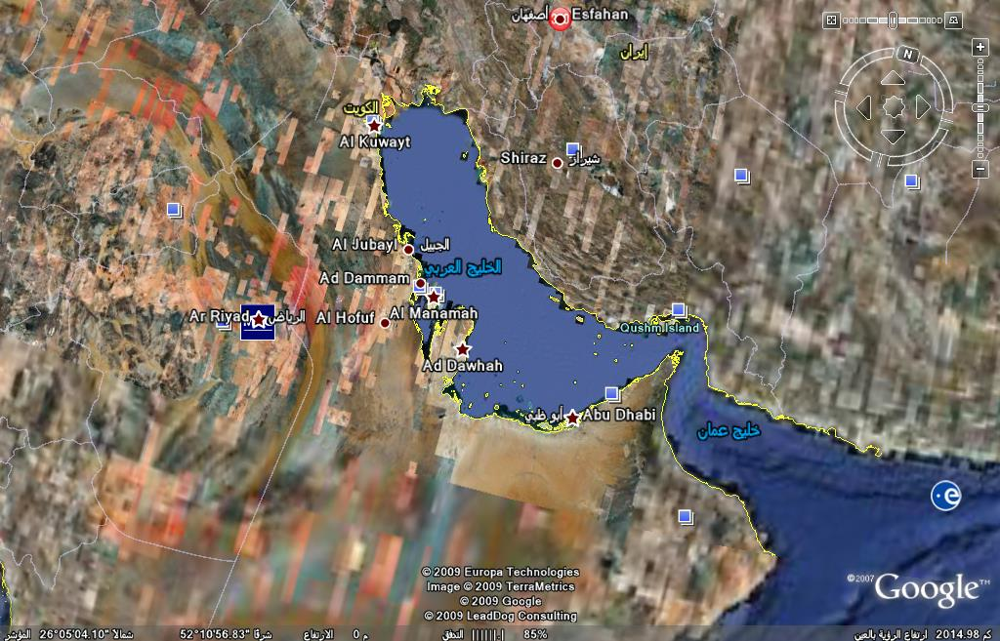 أصفهان Esfahan
إيران
N
الكويت
Al Kuwayt
Shiraz شيراز
Al Jubayl الجبيل
الخليج العربي
Ad Dammam
Al Manamah
Ar Riyad الرياض
Al Hofuf
Qushm Island
Ad Dawhah
أبو ظبي Abu Dhabi
خليج عمان
© 2009 Europa Technologies
Image © 2009 TerraMetrics
© 2009 Google
© 2009 LeadDog Consulting
©2007 Google™
المؤشر 26°05'04.10" شمالاً 52°10'56.83" شرقاً الارتفاع 0 م التدفق 85% ارتفاع الرؤية بالعين 2014.98 كم